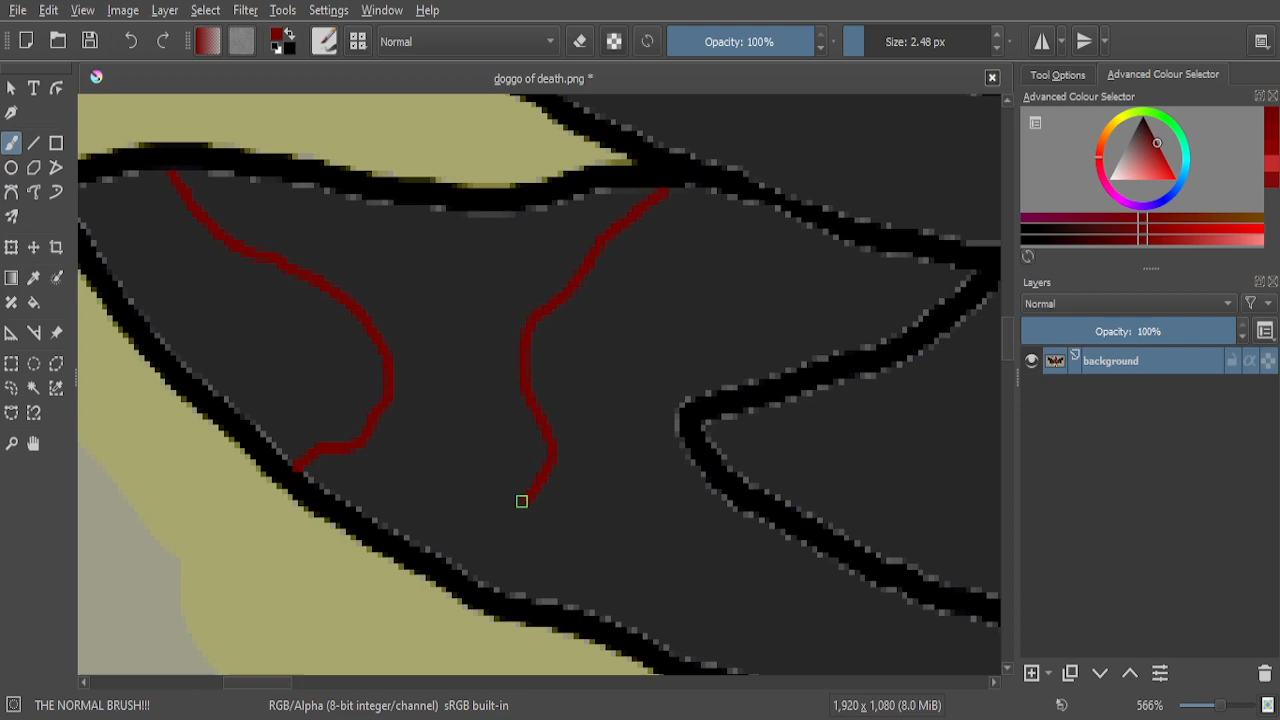 File Edit View Image Layer Select Filter Tools Settings Window Help
Normal Opacity: 100% Size: 2.48 px
doggo of death.png *
Tool Options Advanced Colour Selector
Advanced Colour Selector
Layers
Normal
Opacity: 100%
background
THE NORMAL BRUSH!!! RGB/Alpha (8-bit integer/channel) sRGB built-in 1,920 x 1,080 (8.0 MiB) 566%